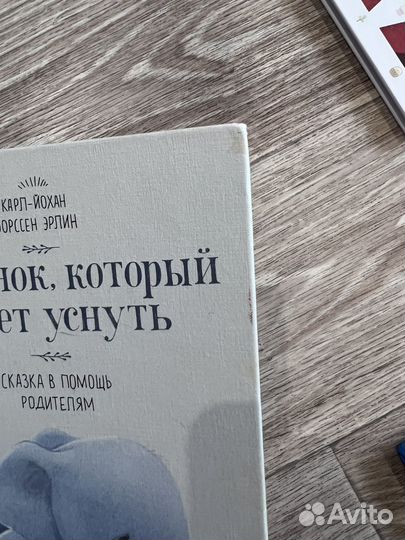 КАРЛ-ЙОХАН
ФОРССЕН ЭРЛИН
нок, который
ет уснуть
СКАЗКА В ПОМОЩЬ
РОДИТЕЛЯМ
Avito